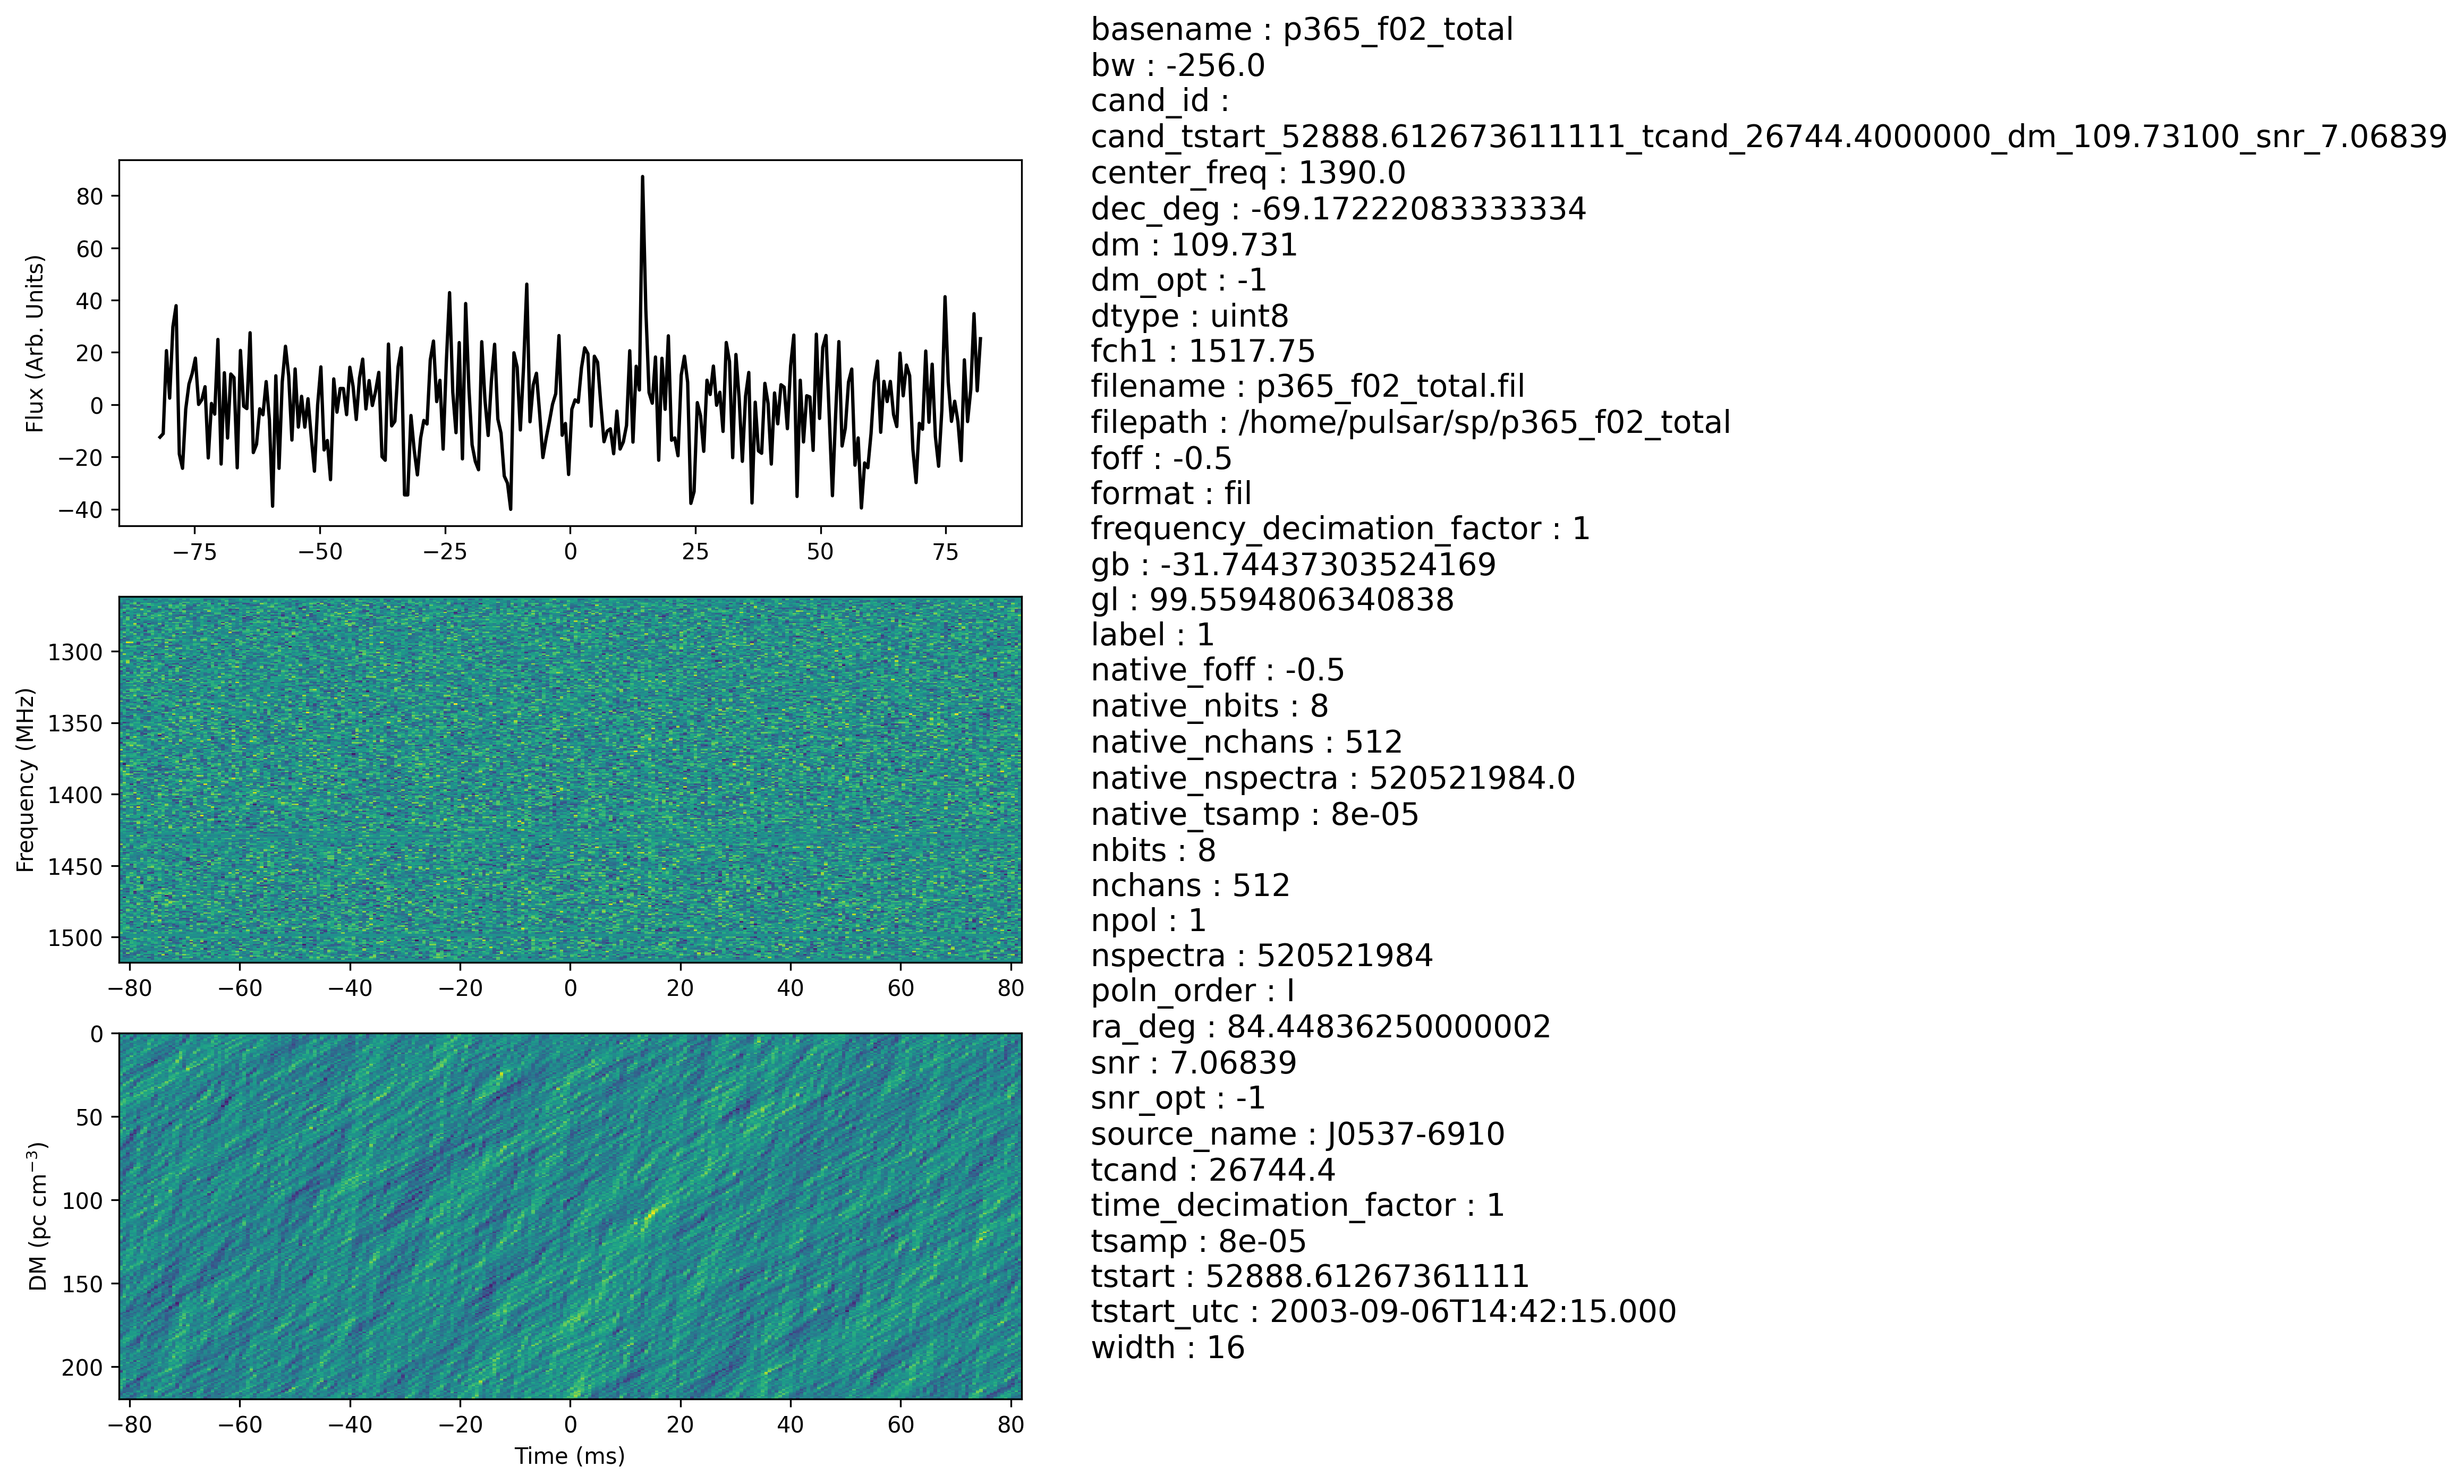 basename : p365_f02_total
bw : -256.0
cand_id :
cand_tstart_52888.612673611111_tcand_26744.4000000_dm_109.73100_snr_7.06839
center_freq : 1390.0
dec_deg : -69.17222083333334
dm : 109.731
dm_opt : -1
dtype : uint8
fch1 : 1517.75
filename : p365_f02_total.fil
filepath : /home/pulsar/sp/p365_f02_total
foff : -0.5
format : fil
frequency_decimation_factor : 1
gb : -31.74437303524169
gl : 99.5594806340838
label : 1
native_foff : -0.5
native_nbits : 8
native_nchans : 512
native_nspectra : 520521984.0
native_tsamp : 8e-05
nbits : 8
nchans : 512
npol : 1
nspectra : 520521984
poln_order : I
ra_deg : 84.44836250000002
snr : 7.06839
snr_opt : -1
source_name : J0537-6910
tcand : 26744.4
time_decimation_factor : 1
tsamp : 8e-05
tstart : 52888.61267361111
tstart_utc : 2003-09-06T14:42:15.000
width : 16
Flux (Arb. Units)
80
60
40
20
0
−20
−40
−75 −50 −25 0 25 50 75
Frequency (MHz)
1300
1350
1400
1450
1500
−80 −60 −40 −20 0 20 40 60 80
DM (pc cm⁻³)
0
50
100
150
200
−80 −60 −40 −20 0 20 40 60 80
Time (ms)